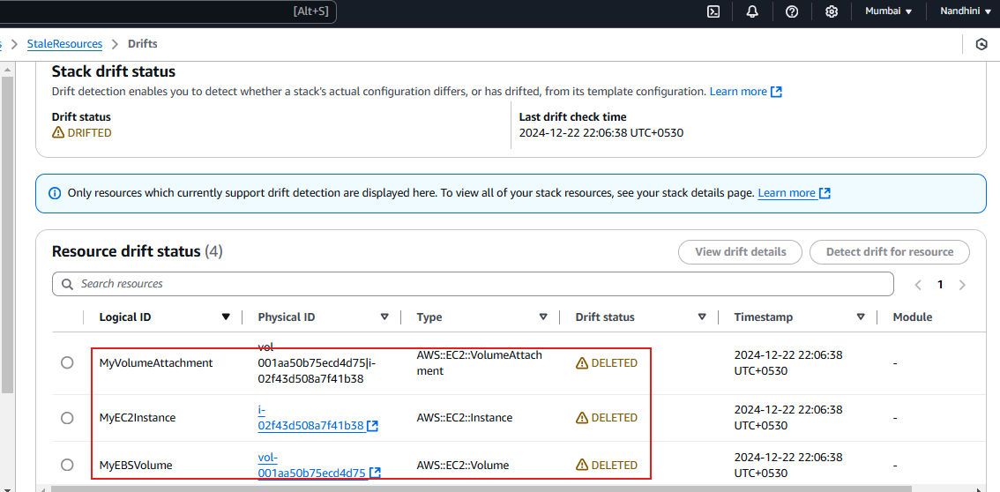 [Alt+S] Mumbai Nandhini
StaleResources Drifts
Stack drift status
Drift detection enables you to detect whether a stack's actual configuration differs, or has drifted, from its template configuration. Learn more
Drift status Last drift check time
DRIFTED 2024-12-22 22:06:38 UTC+0530
Only resources which currently support drift detection are displayed here. To view all of your stack resources, see your stack details page. Learn more
Resource drift status (4) View drift details Detect drift for resource
Search resources 1
Logical ID Physical ID Type Drift status Timestamp Module
vol-
MyVolumeAttachment 001aa50b75ecd4d75|i- AWS::EC2::VolumeAttach DELETED 2024-12-22 22:06:38 -
02f43d508a7f41b38 ment UTC+0530
i- 2024-12-22 22:06:38
MyEC2Instance 02f43d508a7f41b38 AWS::EC2::Instance DELETED UTC+0530 -
vol- 2024-12-22 22:06:38
MyEBSVolume 001aa50b75ecd4d75 AWS::EC2::Volume DELETED UTC+0530 -